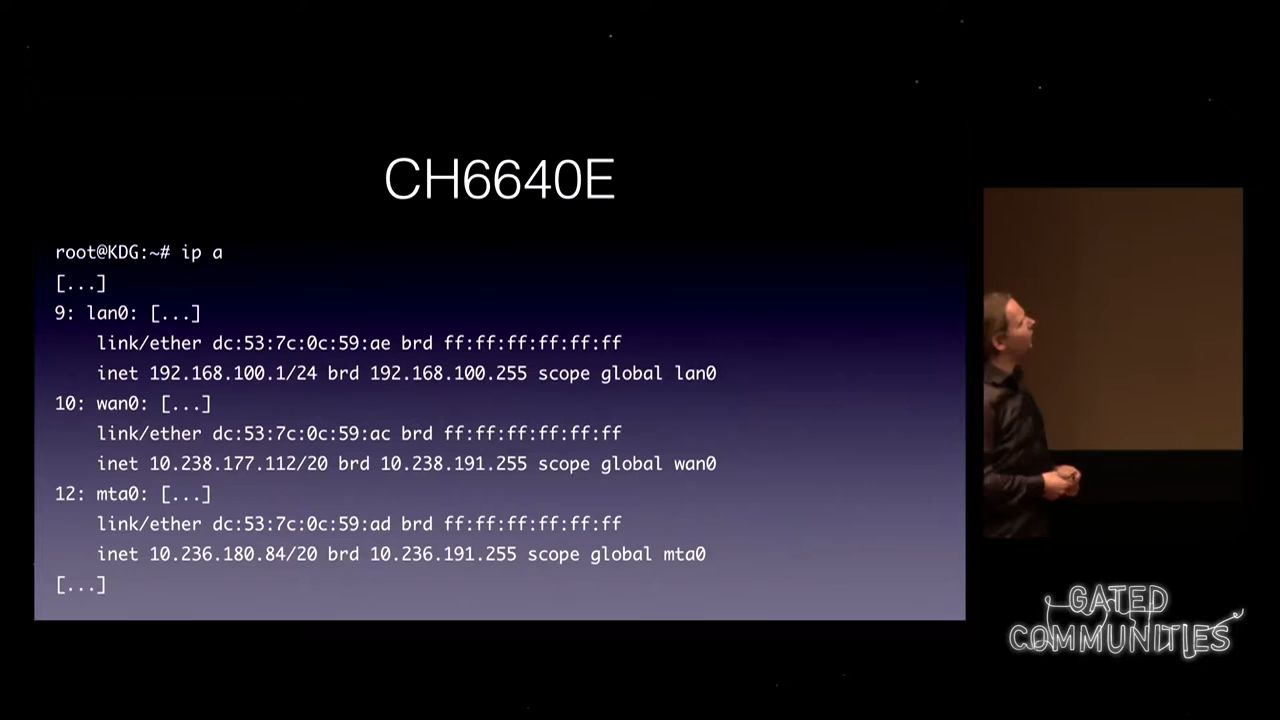 CH6640E
root@KDG:~# ip a
[...]
9: lan0: [...]
link/ether dc:53:7c:0c:59:ae brd ff:ff:ff:ff:ff:ff
inet 192.168.100.1/24 brd 192.168.100.255 scope global lan0
10: wan0: [...]
link/ether dc:53:7c:0c:59:ac brd ff:ff:ff:ff:ff:ff
inet 10.238.177.112/20 brd 10.238.191.255 scope global wan0
12: mta0: [...]
link/ether dc:53:7c:0c:59:ad brd ff:ff:ff:ff:ff:ff
inet 10.236.180.84/20 brd 10.236.191.255 scope global mta0
[...]
GATED
COMMUNITIES